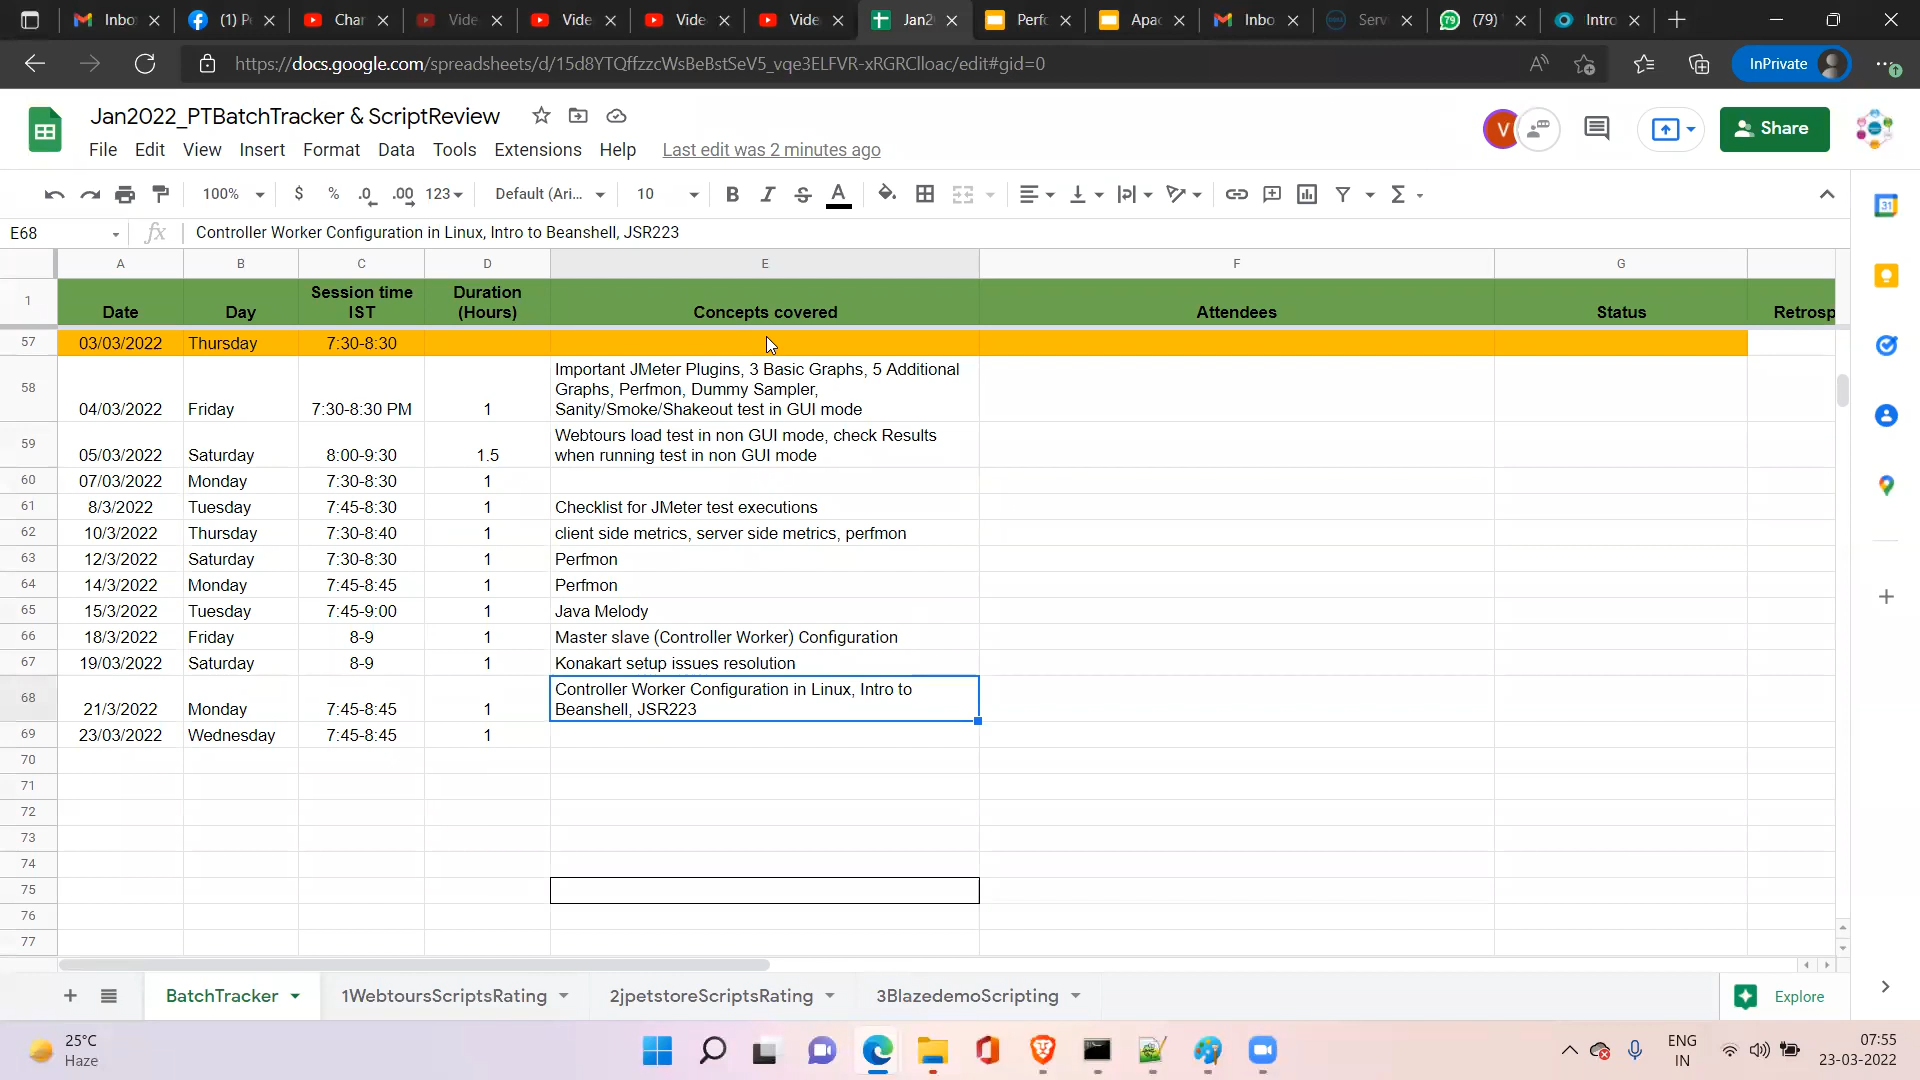 Inbo
(1) P
Char
Vide
Vide
Vide
Vide
Jan2
Perfo
Apac
Inbo
Serv
(79)
Intro
https://docs.google.com/spreadsheets/d/15d8YTQffzzcWsBeBstSeV5_vqe3ELFVR-xRGRClloac/edit#gid=0
InPrivate
Jan2022_PTBatchTracker & ScriptReview
V
Share
File Edit View Insert Format Data Tools Extensions Help Last edit was 2 minutes ago
100% $ % .0 .00 123 Default (Ari... 10 B I S A
E68 fx Controller Worker Configuration in Linux, Intro to Beanshell, JSR223
A B C D E F G
1 Date Day Session time IST Duration (Hours) Concepts covered Attendees Status Retrosp
57 03/03/2022 Thursday 7:30-8:30
58 04/03/2022 Friday 7:30-8:30 PM 1 Important JMeter Plugins, 3 Basic Graphs, 5 Additional
Graphs, Perfmon, Dummy Sampler,
Sanity/Smoke/Shakeout test in GUI mode
59 05/03/2022 Saturday 8:00-9:30 1.5 Webtours load test in non GUI mode, check Results
when running test in non GUI mode
60 07/03/2022 Monday 7:30-8:30 1
61 8/3/2022 Tuesday 7:45-8:30 1 Checklist for JMeter test executions
62 10/3/2022 Thursday 7:30-8:40 1 client side metrics, server side metrics, perfmon
63 12/3/2022 Saturday 7:30-8:30 1 Perfmon
64 14/3/2022 Monday 7:45-8:45 1 Perfmon
65 15/3/2022 Tuesday 7:45-9:00 1 Java Melody
66 18/3/2022 Friday 8-9 1 Master slave (Controller Worker) Configuration
67 19/03/2022 Saturday 8-9 1 Konakart setup issues resolution
68 21/3/2022 Monday 7:45-8:45 1 Controller Worker Configuration in Linux, Intro to
Beanshell, JSR223
69 23/03/2022 Wednesday 7:45-8:45 1
70
71
72
73
74
75
76
77
BatchTracker 1WebtoursScriptsRating 2jpetstoreScriptsRating 3BlazedemoScripting Explore
25°C
Haze
ENG
IN
07:55
23-03-2022